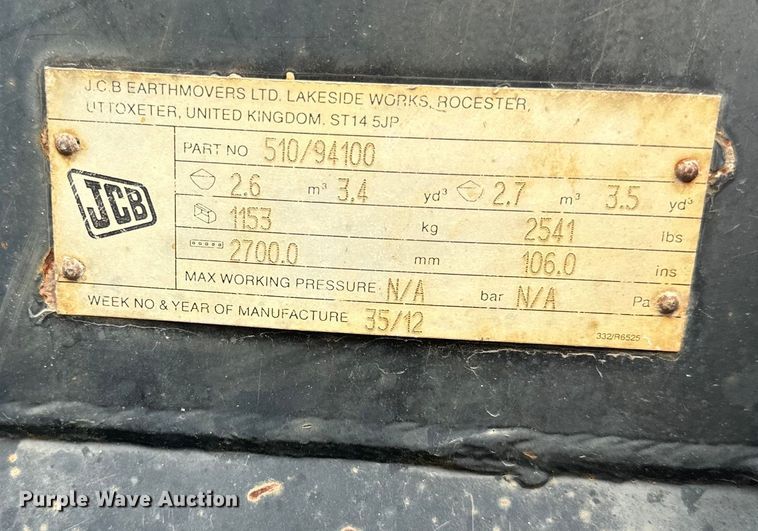 J.C.B EARTHMOVERS LTD. LAKESIDE WORKS, ROCESTER,
UTTOXETER, UNITED KINGDOM. ST14 5JP
JCB
PART NO 510/94100
2.6 m³ 3.4 yd³ 2.7 m³ 3.5 yd³
1153 kg 2541 lbs
2700.0 mm 106.0 ins
MAX WORKING PRESSURE N/A bar N/A Pa
WEEK NO & YEAR OF MANUFACTURE 35/12
332/R6525
Purple Wave Auction